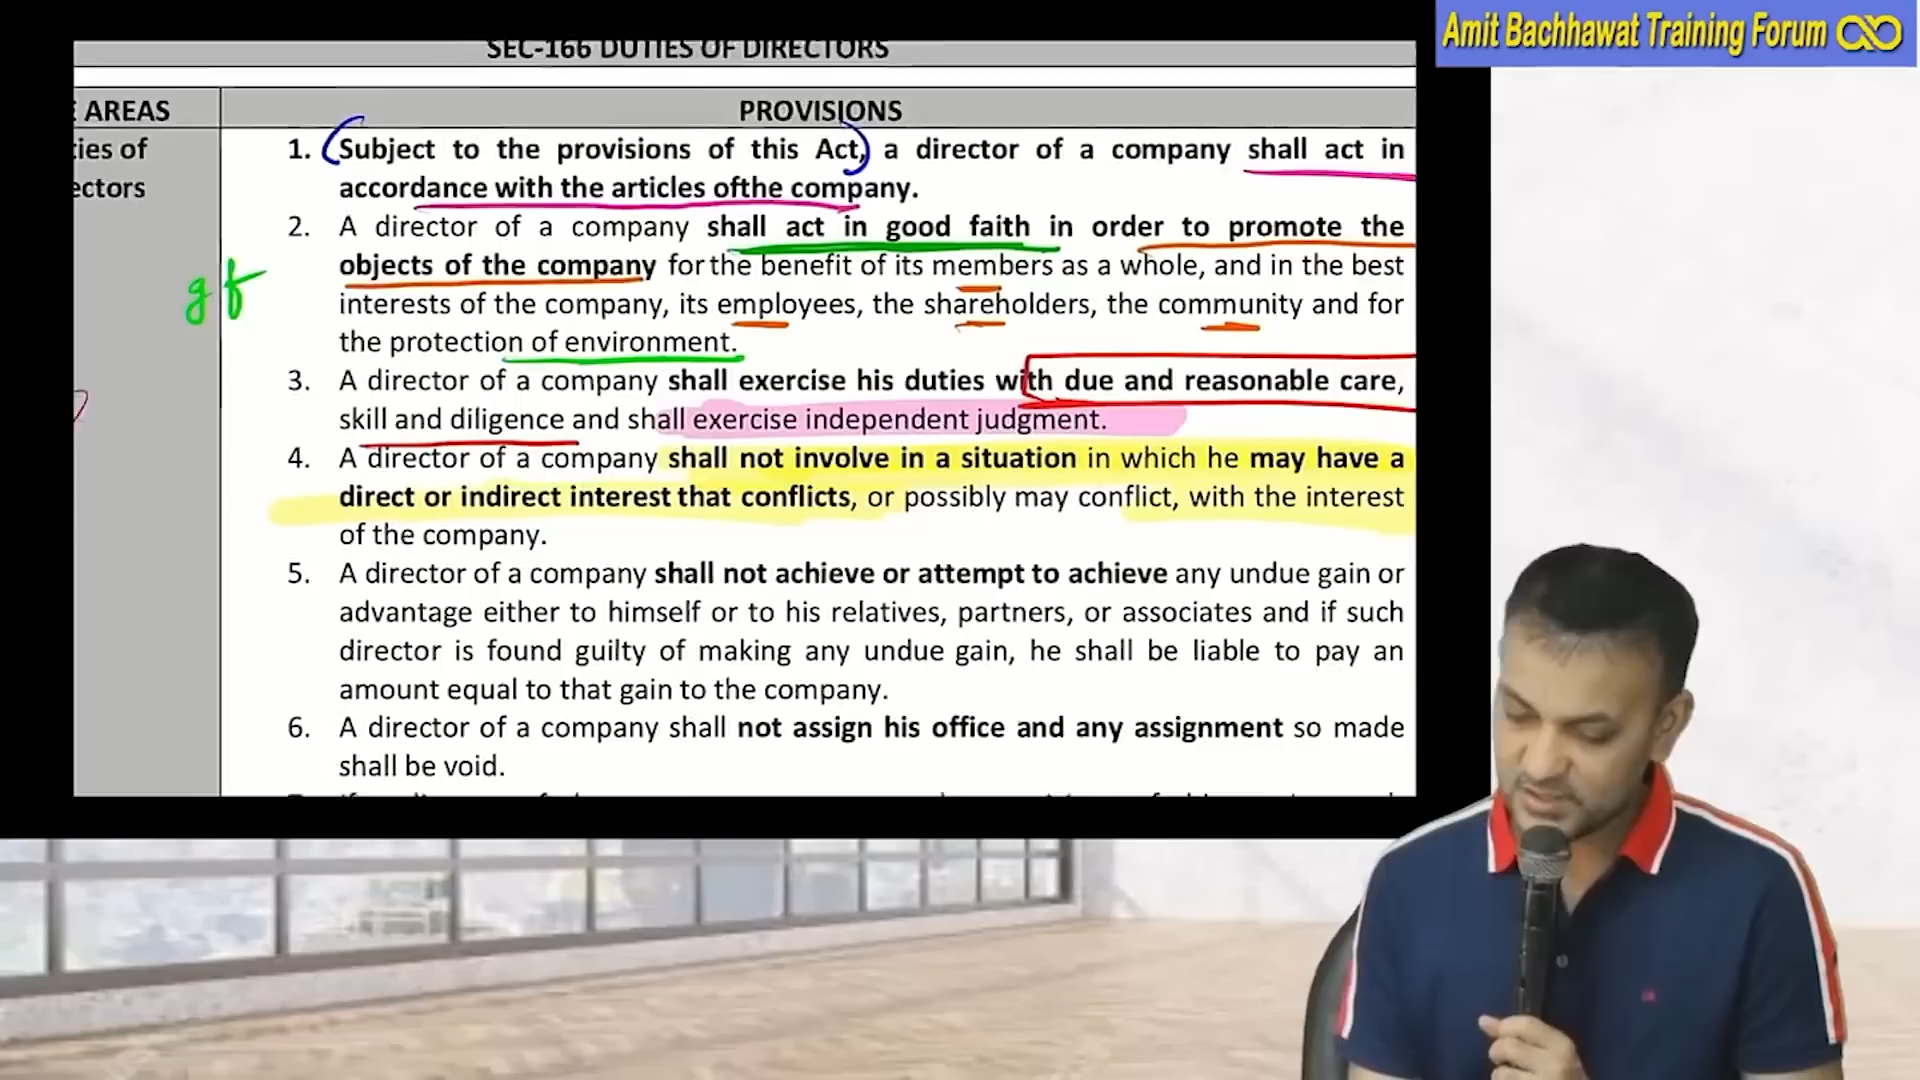 Amit Bachhawat Training Forum
SEC-166 DUTIES OF DIRECTORS
AREAS
PROVISIONS
ties of
ectors
1. Subject to the provisions of this Act, a director of a company shall act in
accordance with the articles ofthe company.
2. A director of a company shall act in good faith in order to promote the
objects of the company for the benefit of its members as a whole, and in the best
interests of the company, its employees, the shareholders, the community and for
the protection of environment.
gf
3. A director of a company shall exercise his duties with due and reasonable care,
skill and diligence and shall exercise independent judgment.
4. A director of a company shall not involve in a situation in which he may have a
direct or indirect interest that conflicts, or possibly may conflict, with the interest
of the company.
5. A director of a company shall not achieve or attempt to achieve any undue gain or
advantage either to himself or to his relatives, partners, or associates and if such
director is found guilty of making any undue gain, he shall be liable to pay an
amount equal to that gain to the company.
6. A director of a company shall not assign his office and any assignment so made
shall be void.